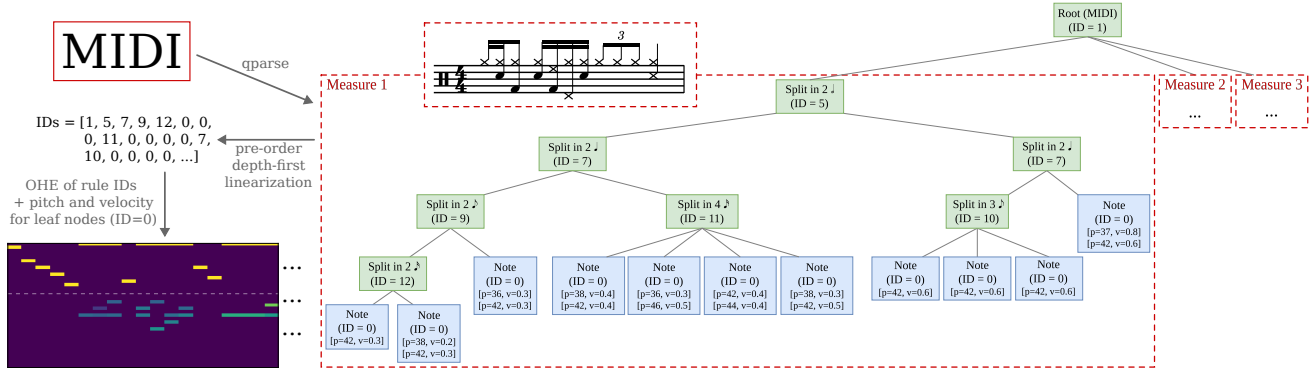 MIDI
qparse
IDs = [1, 5, 7, 9, 12, 0, 0,
0, 11, 0, 0, 0, 0, 7,
10, 0, 0, 0, 0, ...]
pre-order
depth-first
linearization
OHE of rule IDs
+ pitch and velocity
for leaf nodes (ID=0)
...
...
...
Measure 1
3
4
4
Root (MIDI)
(ID = 1)
Measure 2
...
Measure 3
...
Split in 2 ♩
(ID = 5)
Split in 2 ♩
(ID = 7)
Split in 2 ♩
(ID = 7)
Split in 2 ♪
(ID = 9)
Split in 4 ♪
(ID = 11)
Split in 3 ♪
(ID = 10)
Note
(ID = 0)
[p=37, v=0.8]
[p=42, v=0.6]
Split in 2 ♪
(ID = 12)
Note
(ID = 0)
[p=36, v=0.3]
[p=42, v=0.3]
Note
(ID = 0)
[p=38, v=0.4]
[p=42, v=0.4]
Note
(ID = 0)
[p=36, v=0.3]
[p=46, v=0.5]
Note
(ID = 0)
[p=42, v=0.4]
[p=44, v=0.4]
Note
(ID = 0)
[p=38, v=0.3]
[p=42, v=0.5]
Note
(ID = 0)
[p=42, v=0.6]
Note
(ID = 0)
[p=42, v=0.6]
Note
(ID = 0)
[p=42, v=0.6]
Note
(ID = 0)
[p=42, v=0.3]
Note
(ID = 0)
[p=38, v=0.2]
[p=42, v=0.3]